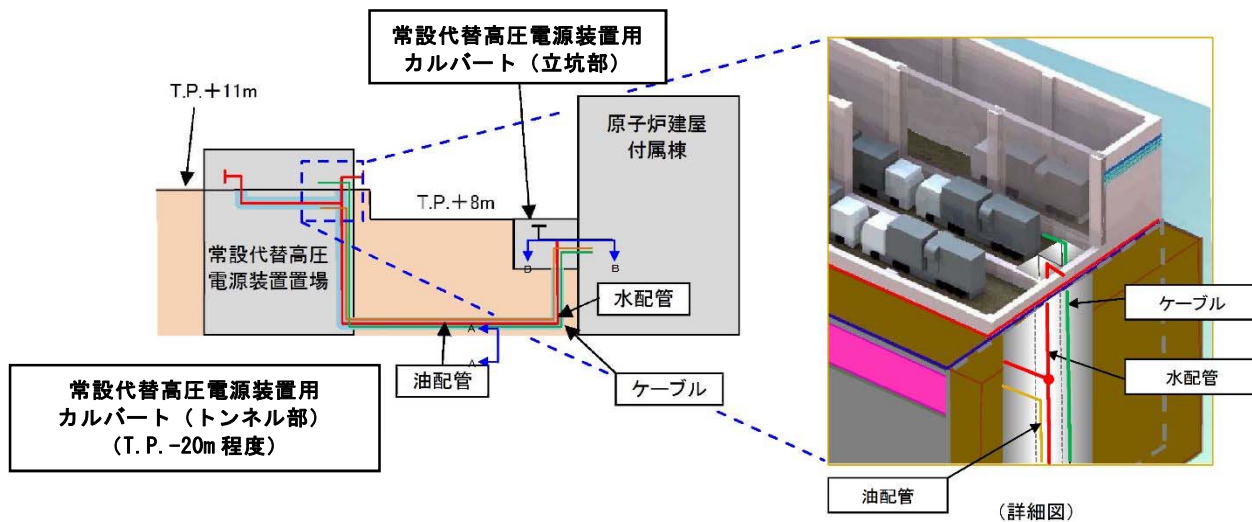 常設代替高圧電源装置用
カルバート（立坑部）
T.P.＋11m
原子炉建屋
付属棟
T.P.＋8m
常設代替高圧
電源装置置場
B
B
水配管
A
A
油配管
ケーブル
常設代替高圧電源装置用
カルバート（トンネル部）
（T.P.-20m 程度）
ケーブル
水配管
油配管
（詳細図）